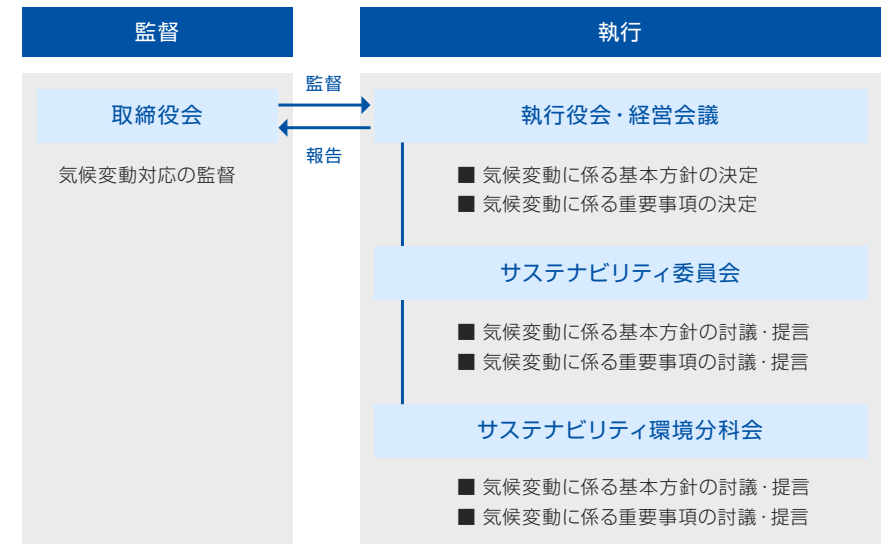 監督
執行
取締役会
気候変動対応の監督
監督
報告
執行役会・経営会議
■ 気候変動に係る基本方針の決定
■ 気候変動に係る重要事項の決定
サステナビリティ委員会
■ 気候変動に係る基本方針の討議・提言
■ 気候変動に係る重要事項の討議・提言
サステナビリティ環境分科会
■ 気候変動に係る基本方針の討議・提言
■ 気候変動に係る重要事項の討議・提言